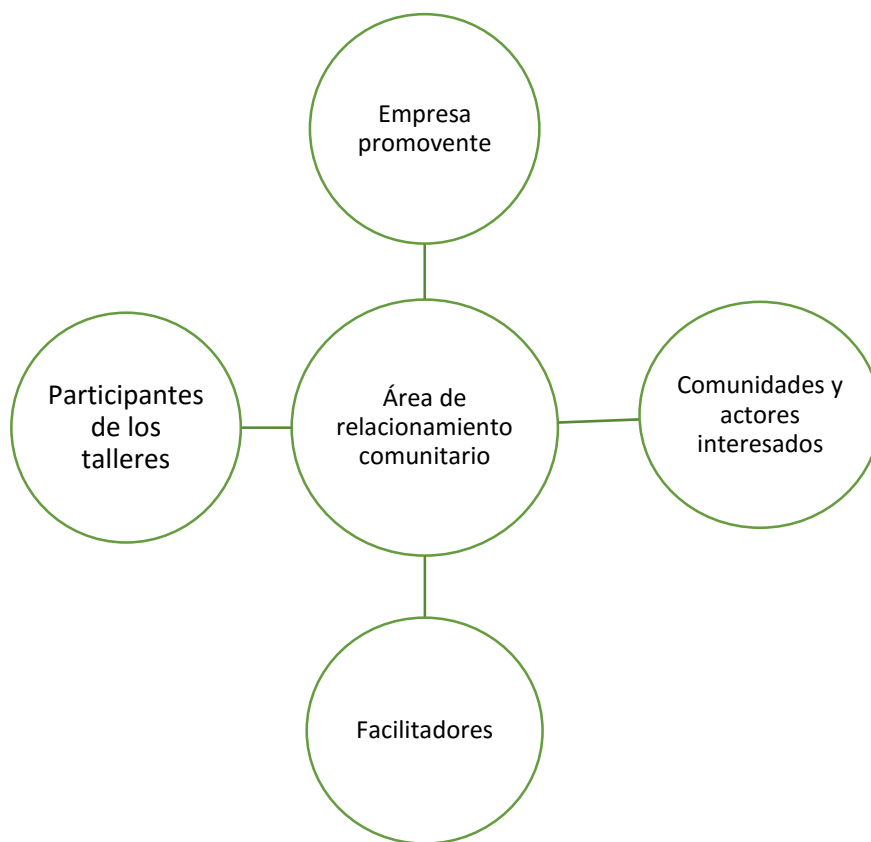 Empresa
promovente
Participantes
de los
talleres
Área de
relacionamiento
comunitario
Comunidades y
actores
interesados
Facilitadores